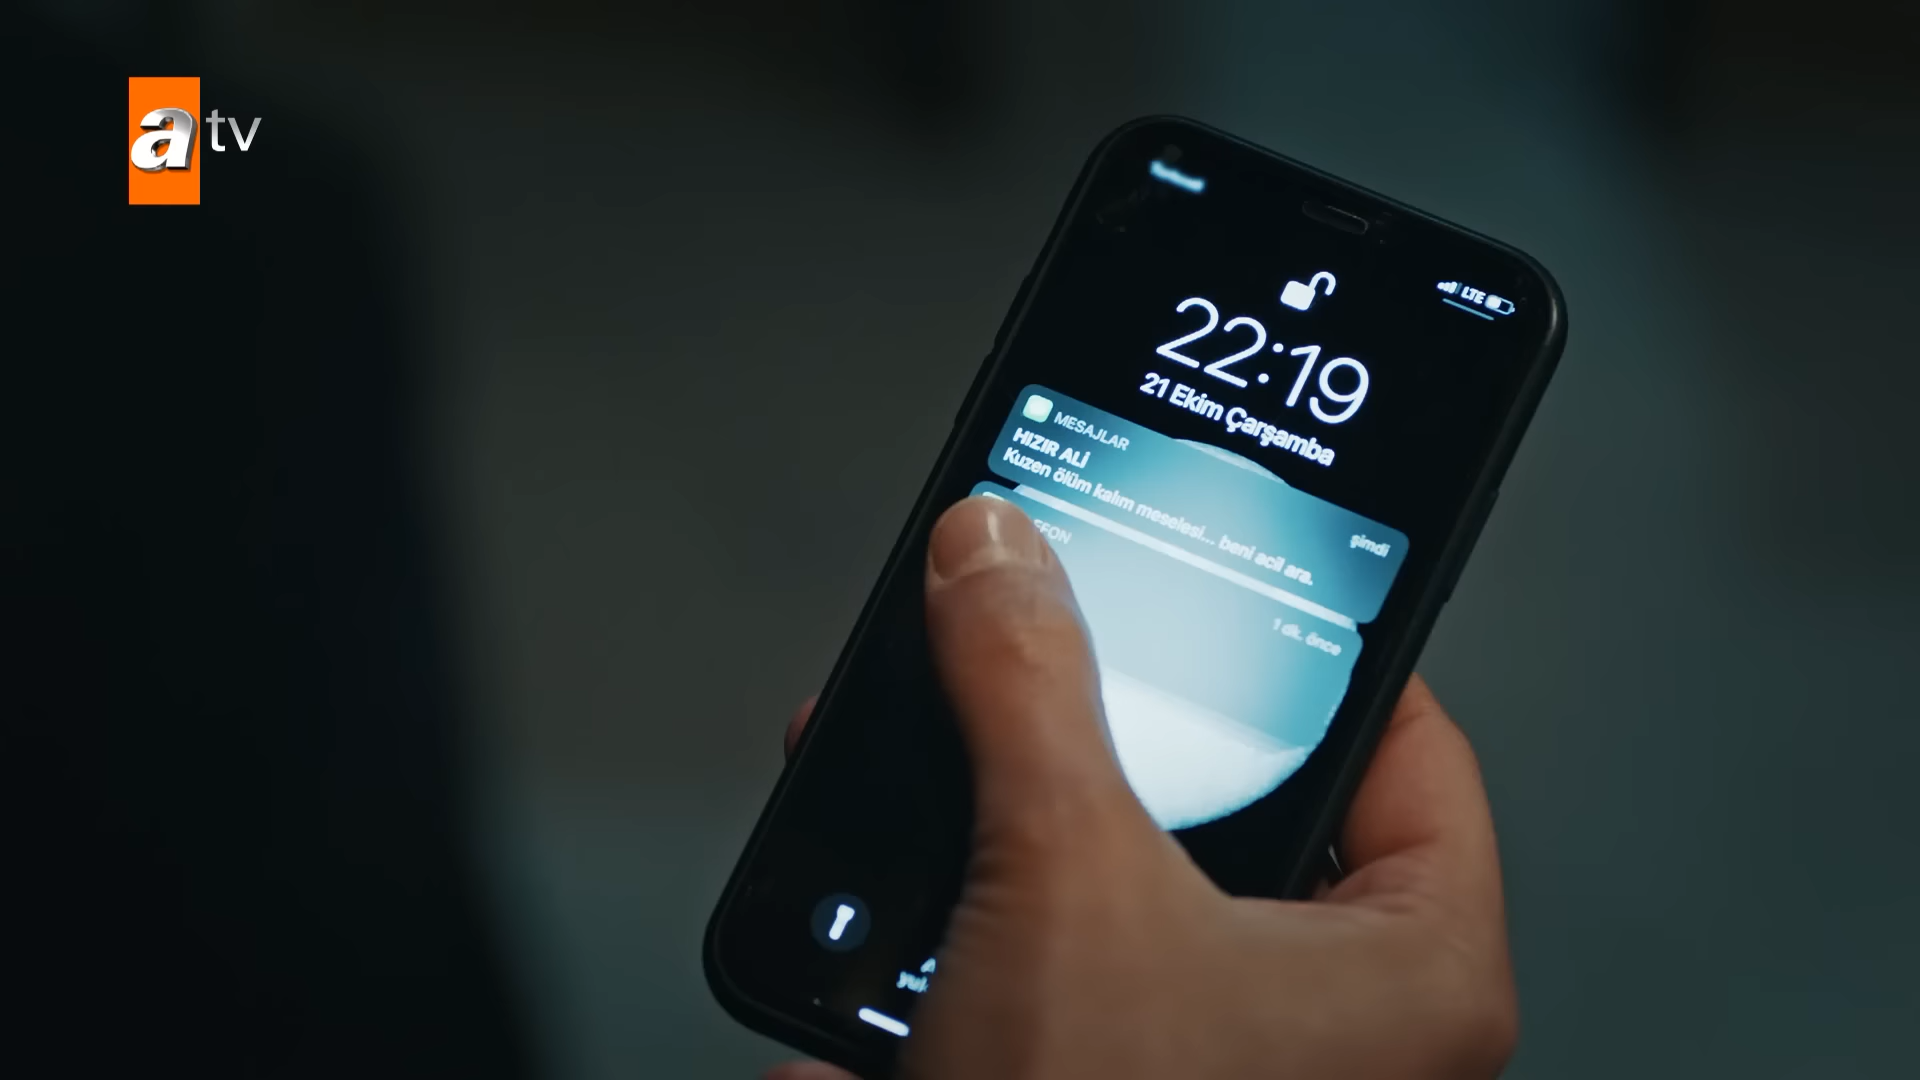 atv
LTE
22:19
21 Ekim Çarşamba
MESAJLAR
şimdi
HIZIR ALİ
Kuzen ölüm kalım meselesi... beni acil ara.
1 dk. önce